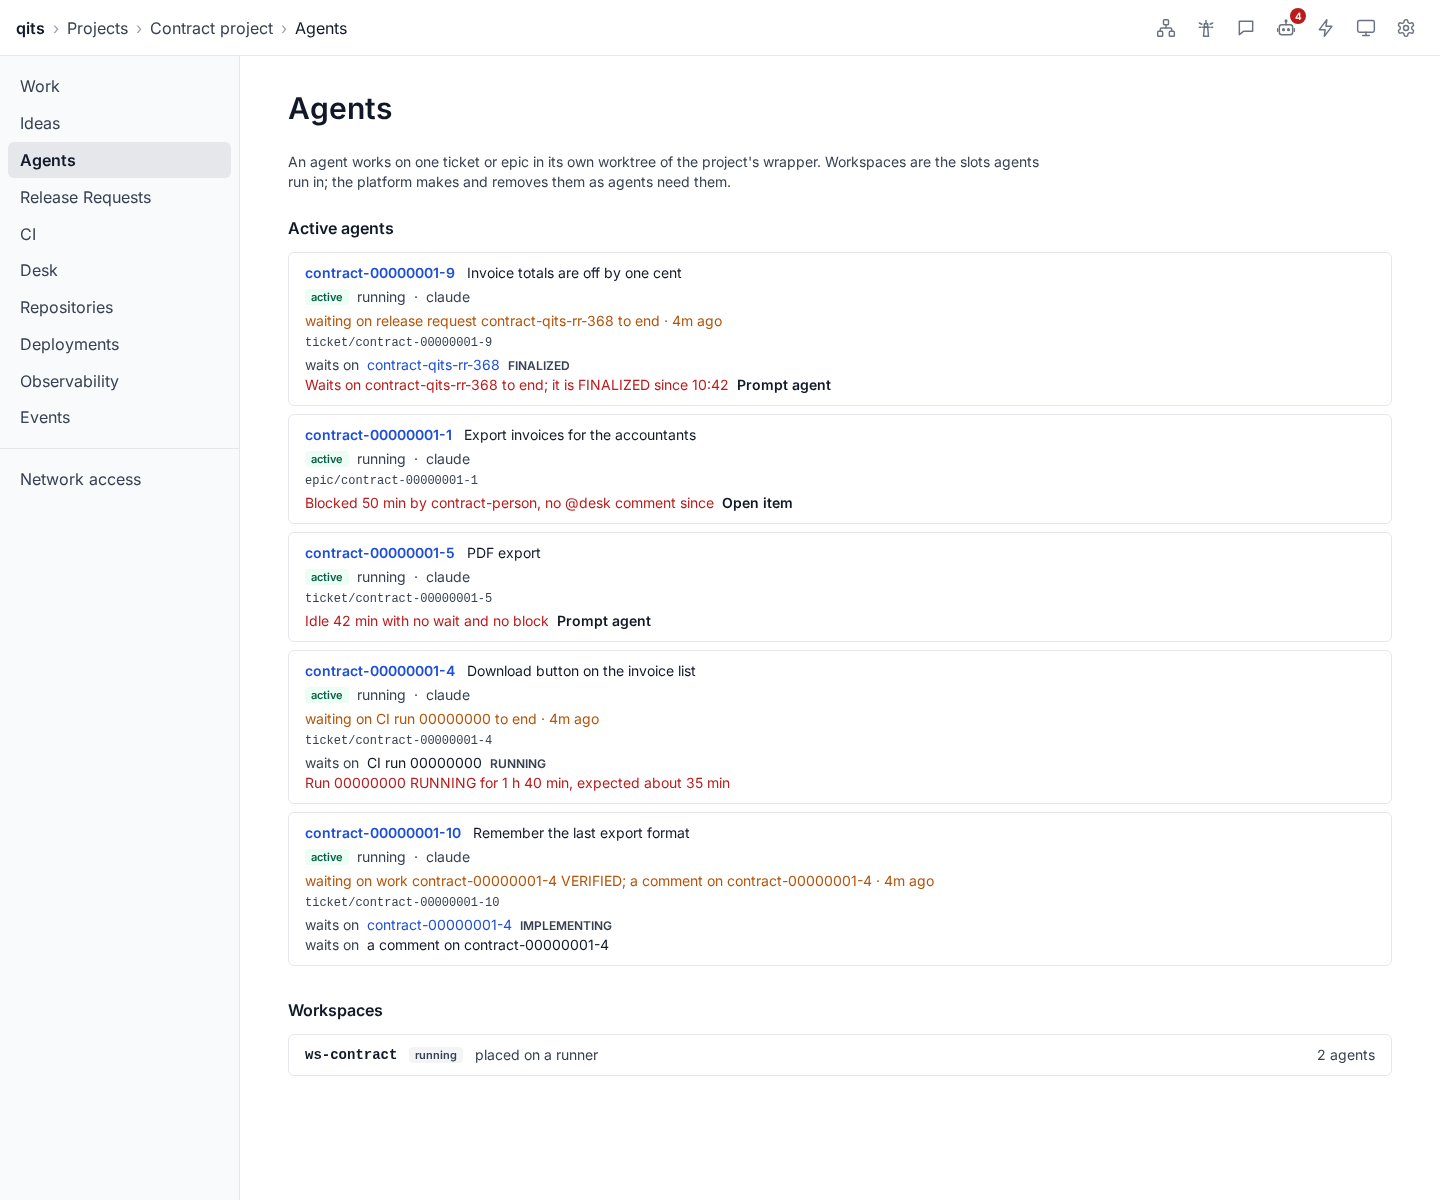 qits › Projects › Contract project › Agents
4
Work
Ideas
Agents
Release Requests
CI
Desk
Repositories
Deployments
Observability
Events
Network access
Agents
An agent works on one ticket or epic in its own worktree of the project's wrapper. Workspaces are the slots agents
run in; the platform makes and removes them as agents need them.
Active agents
contract-00000001-9 Invoice totals are off by one cent
active running · claude
waiting on release request contract-qits-rr-368 to end · 4m ago
ticket/contract-00000001-9
waits on contract-qits-rr-368 FINALIZED
Waits on contract-qits-rr-368 to end; it is FINALIZED since 10:42 Prompt agent
contract-00000001-1 Export invoices for the accountants
active running · claude
epic/contract-00000001-1
Blocked 50 min by contract-person, no @desk comment since Open item
contract-00000001-5 PDF export
active running · claude
ticket/contract-00000001-5
Idle 42 min with no wait and no block Prompt agent
contract-00000001-4 Download button on the invoice list
active running · claude
waiting on CI run 00000000 to end · 4m ago
ticket/contract-00000001-4
waits on CI run 00000000 RUNNING
Run 00000000 RUNNING for 1 h 40 min, expected about 35 min
contract-00000001-10 Remember the last export format
active running · claude
waiting on work contract-00000001-4 VERIFIED; a comment on contract-00000001-4 · 4m ago
ticket/contract-00000001-10
waits on contract-00000001-4 IMPLEMENTING
waits on a comment on contract-00000001-4
Workspaces
ws-contract running placed on a runner 2 agents